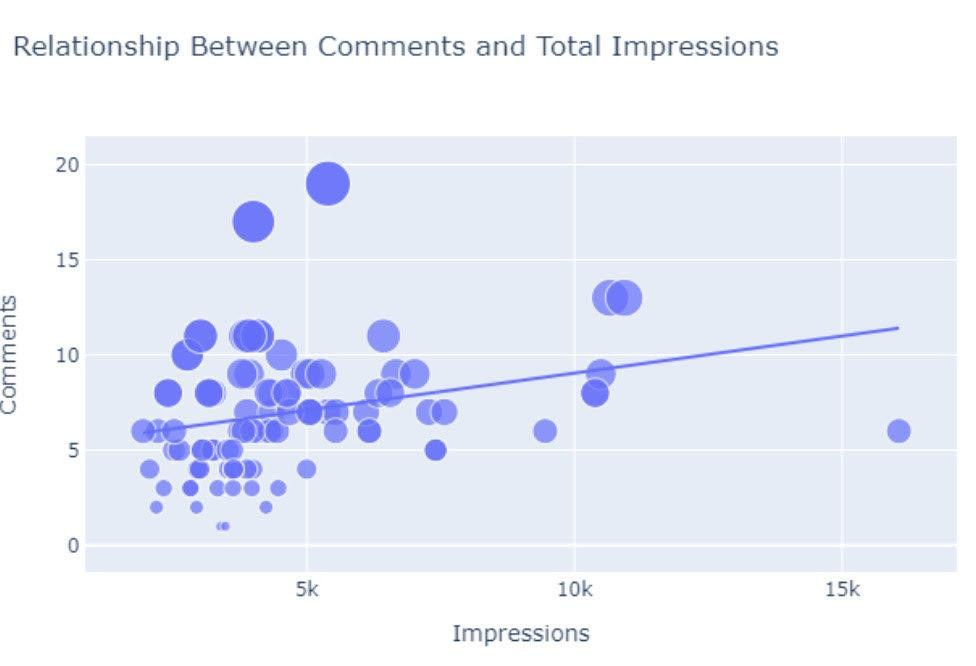 Relationship Between Comments and Total Impressions
20
15
10
5
0
Comments
5k
10k
15k
Impressions